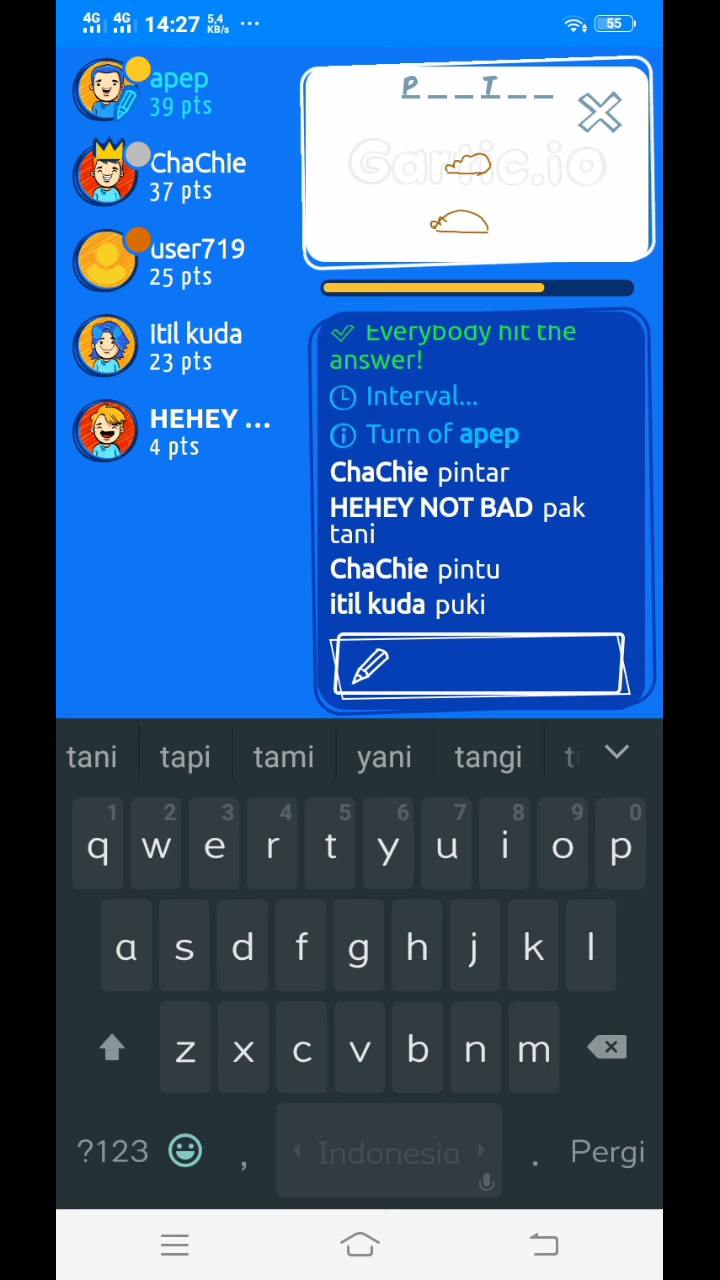 4G 4G 14:27 5,4 KB/s ... 55
apep
39 pts
ChaChie
37 pts
user719
25 pts
itil kuda
23 pts
HEHEY ...
4 pts
P _ _ T _ _
Gartic.io
Everybody hit the
answer!
Interval...
Turn of apep
ChaChie pintar
HEHEY NOT BAD pak
tani
ChaChie pintu
itil kuda puki
tani tapi tami yani tangi
1 2 3 4 5 6 7 8 9 0
q w e r t y u i o p
a s d f g h j k l
z x c v b n m
?123 , Indonesia . Pergi